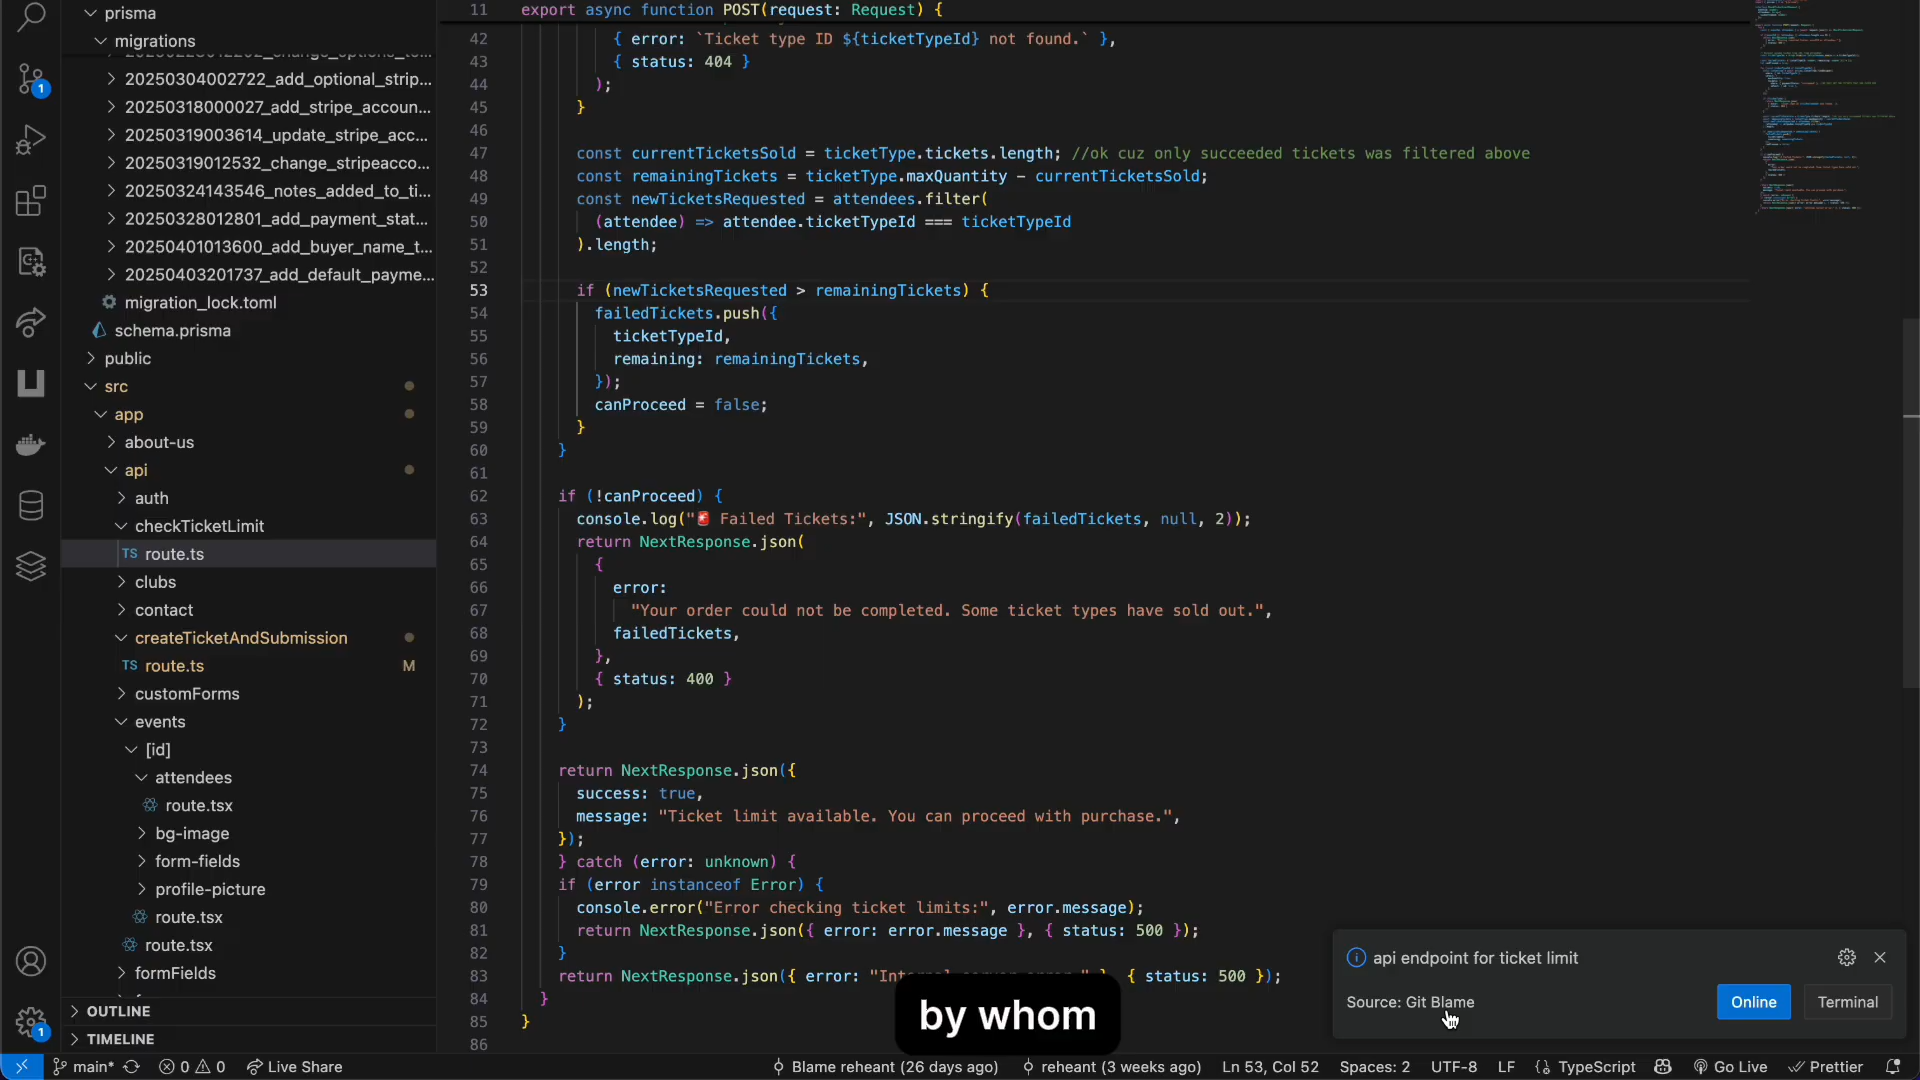 prisma
migrations
20250304002722_add_optional_strip...
20250318000027_add_stripe_accoun...
20250319003614_update_stripe_acc...
20250319012532_change_stripeacco...
20250324143546_notes_added_to_ti...
20250328012801_add_payment_stat...
20250401013600_add_buyer_name_t...
20250403201737_add_default_payme...
migration_lock.toml
schema.prisma
public
src
app
about-us
api
auth
checkTicketLimit
TS route.ts
clubs
contact
createTicketAndSubmission
TS route.ts M
customForms
events
[id]
attendees
route.tsx
bg-image
form-fields
profile-picture
route.tsx
route.tsx
formFields
OUTLINE
TIMELINE
1
1
11 export async function POST(request: Request) {
42 { error: `Ticket type ID ${ticketTypeId} not found.` },
43 { status: 404 }
44 );
45 }
46
47 const currentTicketsSold = ticketType.tickets.length; //ok cuz only succeeded tickets was filtered above
48 const remainingTickets = ticketType.maxQuantity - currentTicketsSold;
49 const newTicketsRequested = attendees.filter(
50 (attendee) => attendee.ticketTypeId === ticketTypeId
51 ).length;
52
53 if (newTicketsRequested > remainingTickets) {
54 failedTickets.push({
55 ticketTypeId,
56 remaining: remainingTickets,
57 });
58 canProceed = false;
59 }
60 }
61
62 if (!canProceed) {
63 console.log("🚨 Failed Tickets:", JSON.stringify(failedTickets, null, 2));
64 return NextResponse.json(
65 {
66 error:
67 "Your order could not be completed. Some ticket types have sold out.",
68 failedTickets,
69 },
70 { status: 400 }
71 );
72 }
73
74 return NextResponse.json({
75 success: true,
76 message: "Ticket limit available. You can proceed with purchase.",
77 });
78 } catch (error: unknown) {
79 if (error instanceof Error) {
80 console.error("Error checking ticket limits:", error.message);
81 return NextResponse.json({ error: error.message }, { status: 500 });
82 }
83 return NextResponse.json({ error: { status: 500 });
84 }
85 }
86
by whom
api endpoint for ticket limit
Source: Git Blame Online Terminal
main* 0 0 Live Share Blame reheant (26 days ago) reheant (3 weeks ago) Ln 53, Col 52 Spaces: 2 UTF-8 LF {} TypeScript Go Live Prettier